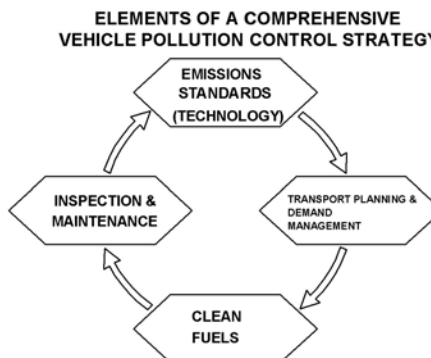 ELEMENTS OF A COMPREHENSIVE
VEHICLE POLLUTION CONTROL STRATEGY
EMISSIONS
STANDARDS
(TECHNOLOGY)
TRANSPORT PLANNING &
DEMAND
MANAGEMENT
CLEAN
FUELS
INSPECTION &
MAINTENANCE